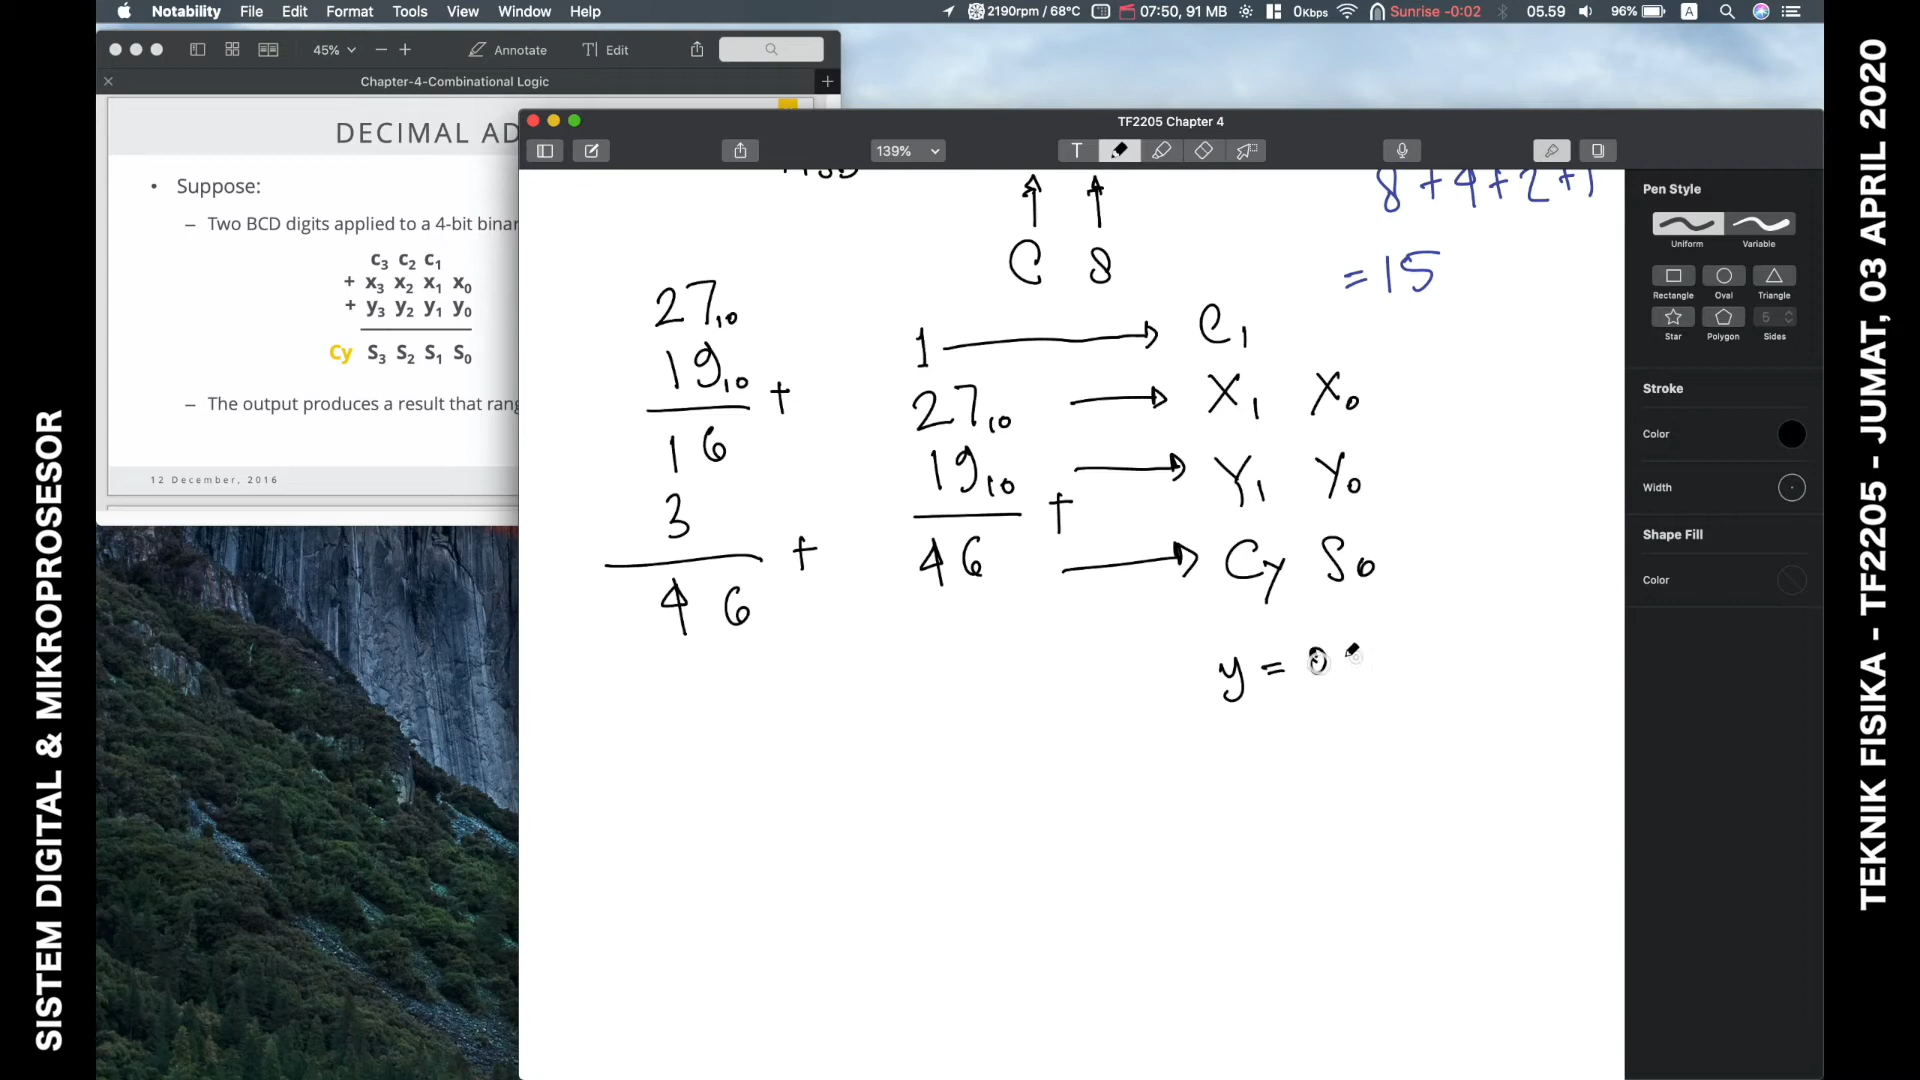 SISTEM DIGITAL & MIKROPROSESOR
Notability File Edit Format Tools View Window Help
2190rpm / 68°C 07:50, 91 MB 0Kbps Sunrise -0:02 05.59 96% A
45% Annotate Edit
Chapter-4-Combinational Logic
DECIMAL AD
• Suppose:
– Two BCD digits applied to a 4-bit binar
c3 c2 c1
+ x3 x2 x1 x0
+ y3 y2 y1 y0
Cy S3 S2 S1 S0
– The output produces a result that rang
12 December, 2016
TF2205 Chapter 4
139% T
8 + 4 + 2 + 1
C S
= 15
27₁₀
19₁₀ +
16
3 +
46
1 → C1
27₁₀ → X1 X0
19₁₀ + → Y1 Y0
46 → Cy S0
y = 0
Pen Style
Uniform Variable
Rectangle Oval Triangle
5
Star Polygon Sides
Stroke
Color
Width
Shape Fill
Color
TEKNIK FISIKA - TF2205 - JUMAT, 03 APRIL 2020